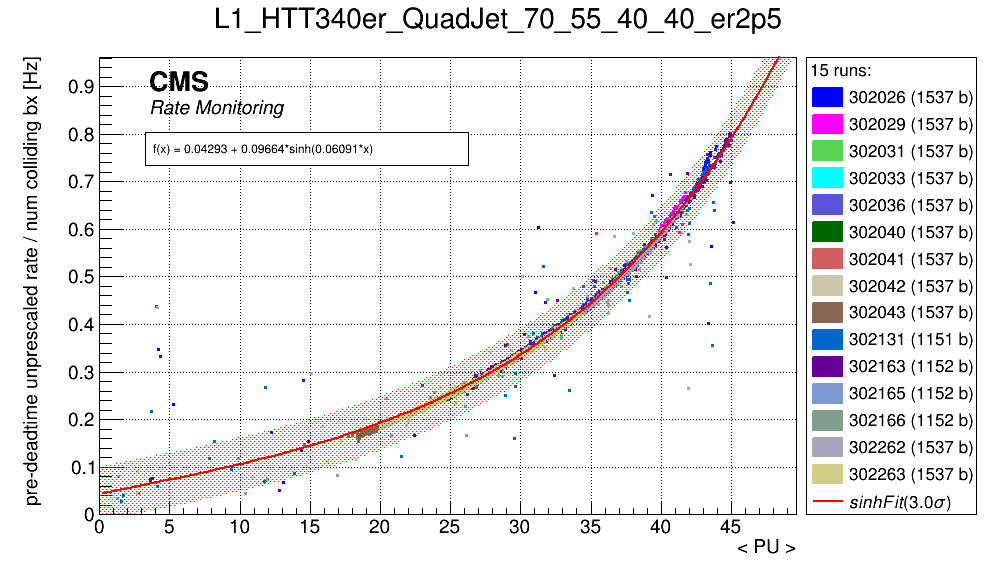 L1_HTT340er_QuadJet_70_55_40_40_er2p5
CMS
Rate Monitoring
f(x) = 0.04293 + 0.09664*sinh(0.06091*x)
pre-deadtime unprescaled rate / num colliding bx [Hz]
0.9
0.8
0.7
0.6
0.5
0.4
0.3
0.2
0.1
0
0 5 10 15 20 25 30 35 40 45
< PU >
15 runs:
302026 (1537 b)
302029 (1537 b)
302031 (1537 b)
302033 (1537 b)
302036 (1537 b)
302040 (1537 b)
302041 (1537 b)
302042 (1537 b)
302043 (1537 b)
302131 (1151 b)
302163 (1152 b)
302165 (1152 b)
302166 (1152 b)
302262 (1537 b)
302263 (1537 b)
sinhFit(3.0σ)